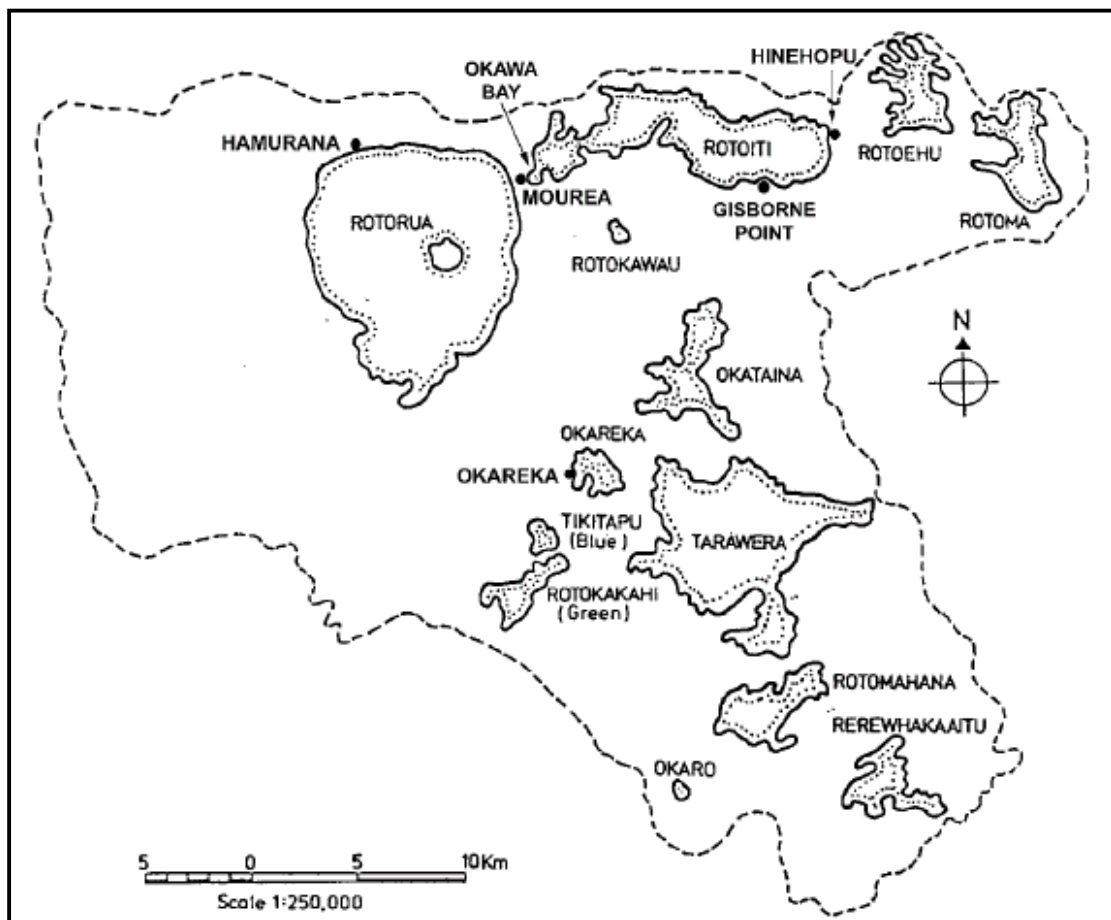 HINEHOPU
OKAWA
BAY
HAMURANA
ROTOITI
ROTOEHU
MOUREA
ROTORUA
GISBORNE
POINT
ROTOMA
ROTOKAWAU
N
OKATAINA
OKAREKA
OKAREKA
TIKITAPU
(Blue)
TARAWERA
ROTOKAKAHI
(Green)
ROTOMAHANA
REREWHAKAAITU
OKARO
5 0 5 10Km
Scale 1:250,000